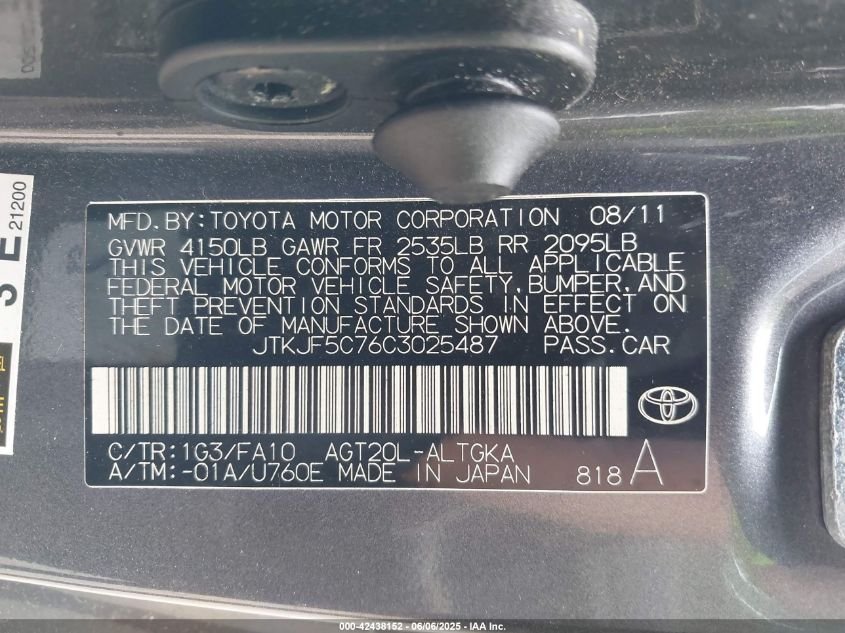 MFD.BY:TOYOTA MOTOR CORPORATION 08/11
GVWR 4150LB GAWR FR 2535LB RR 2095LB
THIS VEHICLE CONFORMS TO ALL APPLICABLE
FEDERAL MOTOR VEHICLE SAFETY,BUMPER,AND
THEFT PREVENTION STANDARDS IN EFFECT ON
THE DATE OF MANUFACTURE SHOWN ABOVE.
JTKJF5C76C3025487 PASS.CAR
C/TR:1G3/FA10 AGT20L-ALTGKA
A/TM:-01A/U760E MADE IN JAPAN 818A
21200
000-42438152 - 06/06/2025 - IAA Inc.